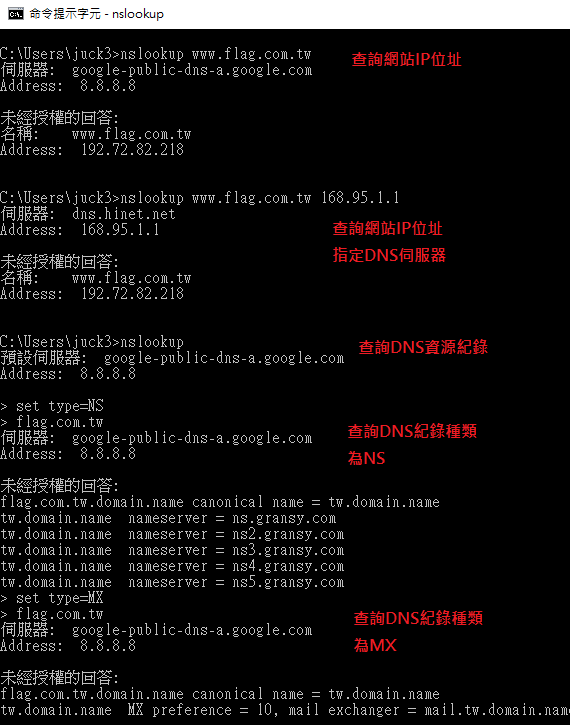 命令提示字元 - nslookup
C:\Users\juck3>nslookup www.flag.com.tw
查詢網站IP位址
伺服器:  google-public-dns-a.google.com
Address:  8.8.8.8
未經授權的回答:
名稱:    www.flag.com.tw
Address:  192.72.82.218
C:\Users\juck3>nslookup www.flag.com.tw 168.95.1.1
伺服器:  dns.hinet.net
Address:  168.95.1.1
查詢網站IP位址
指定DNS伺服器
未經授權的回答:
名稱:    www.flag.com.tw
Address:  192.72.82.218
C:\Users\juck3>nslookup
查詢DNS資源紀錄
預設伺服器:  google-public-dns-a.google.com
Address:  8.8.8.8
> set type=NS
> flag.com.tw
伺服器:  google-public-dns-a.google.com
Address:  8.8.8.8
查詢DNS紀錄種類
為NS
未經授權的回答:
flag.com.tw.domain.name canonical name = tw.domain.name
tw.domain.name  nameserver = ns.gransy.com
tw.domain.name  nameserver = ns2.gransy.com
tw.domain.name  nameserver = ns3.gransy.com
tw.domain.name  nameserver = ns4.gransy.com
tw.domain.name  nameserver = ns5.gransy.com
> set type=MX
> flag.com.tw
伺服器:  google-public-dns-a.google.com
Address:  8.8.8.8
查詢DNS紀錄種類
為MX
未經授權的回答:
flag.com.tw.domain.name canonical name = tw.domain.name
tw.domain.name  MX preference = 10, mail exchanger = mail.tw.domain.name